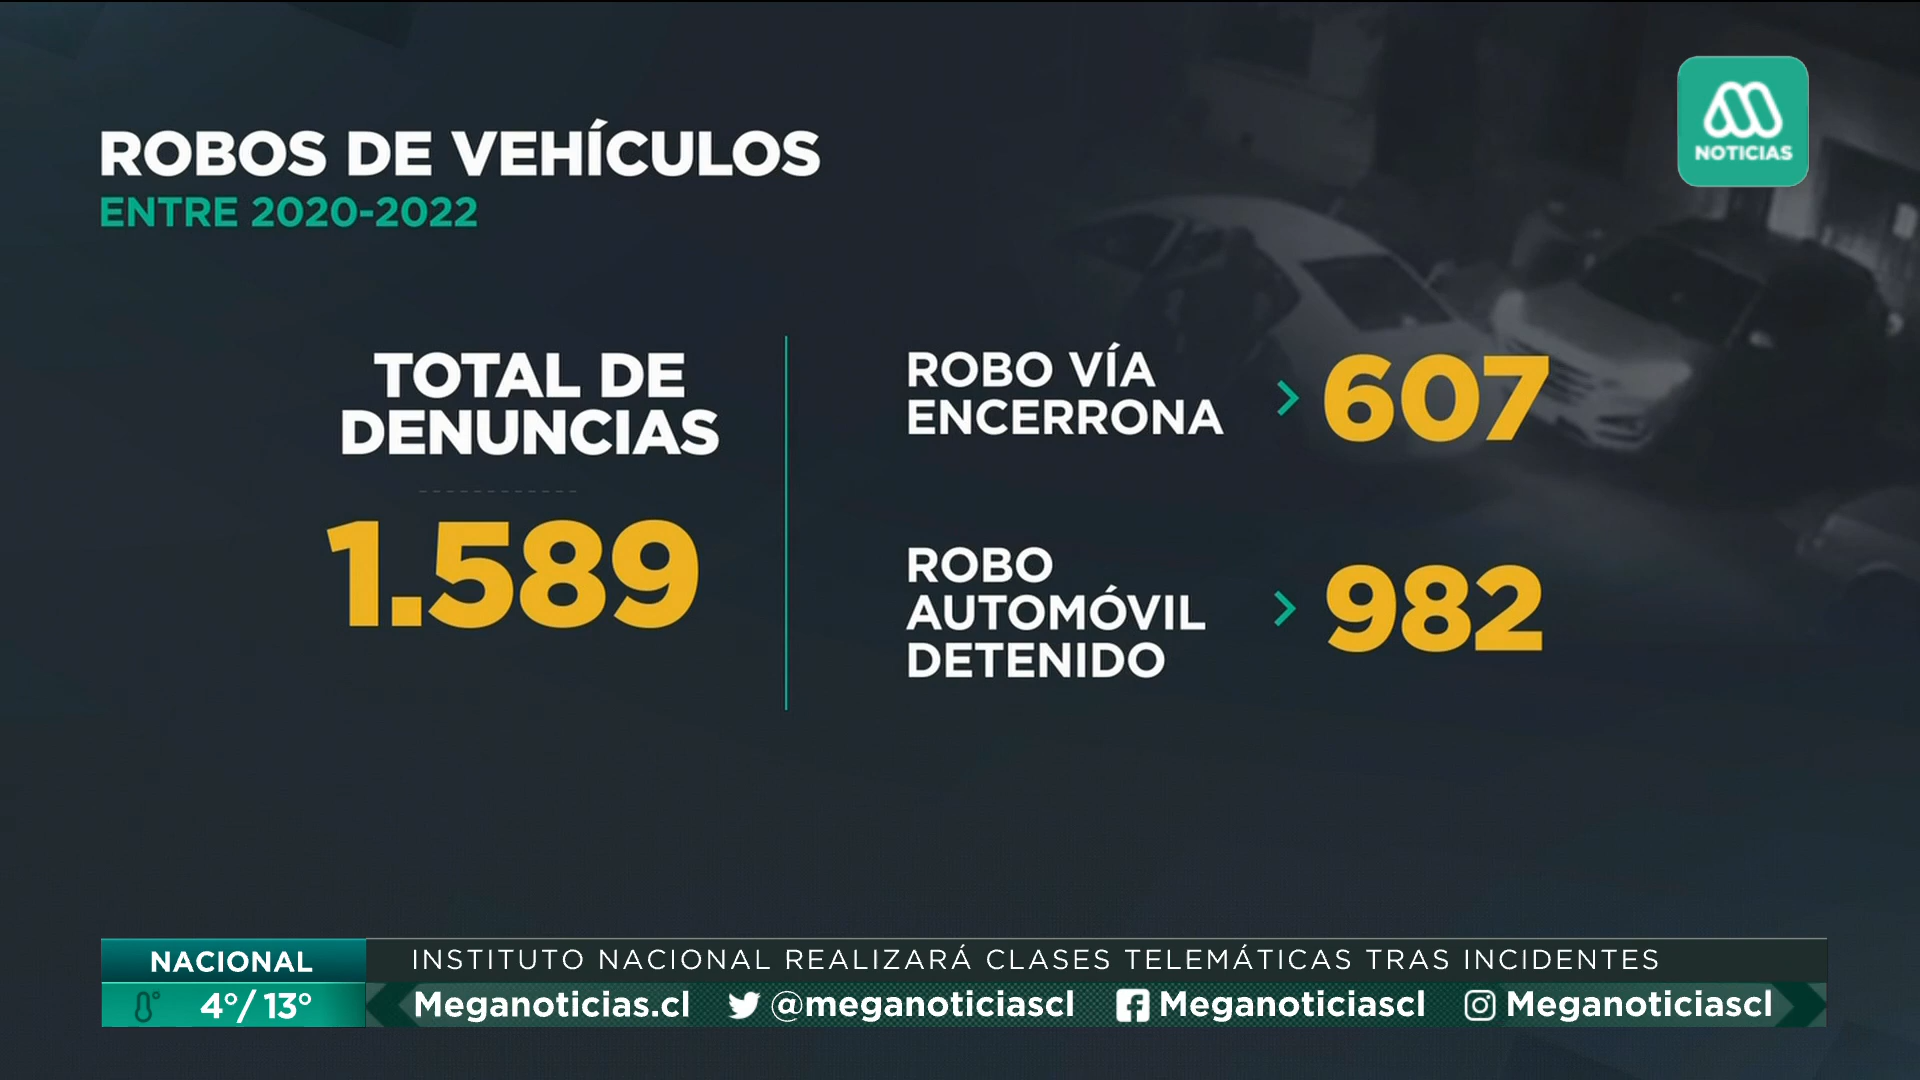 NOTICIAS
ROBOS DE VEHÍCULOS
ENTRE 2020-2022
TOTAL DE
DENUNCIAS
1.589
ROBO VÍA
ENCERRONA
607
ROBO
AUTOMÓVIL
DETENIDO
982
NACIONAL
INSTITUTO NACIONAL REALIZARÁ CLASES TELEMÁTICAS TRAS INCIDENTES
4°/13°
Meganoticias.cl @meganoticiascl Meganoticiascl Meganoticiascl